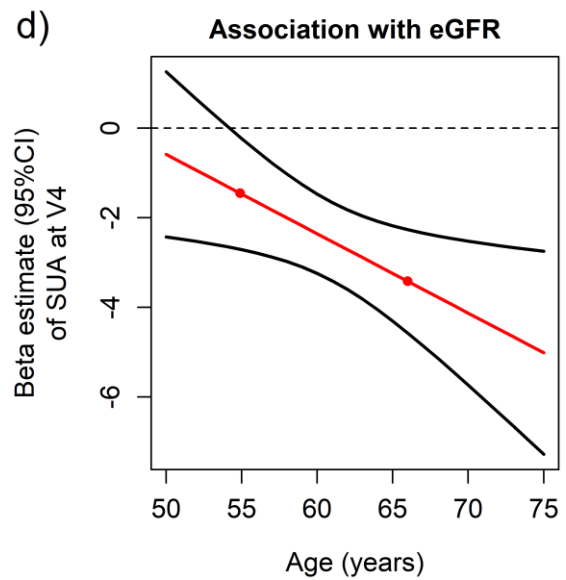 d)
Association with eGFR
Beta estimate (95%CI)
of SUA at V4
0
-2
-4
-6
50 55 60 65 70 75
Age (years)